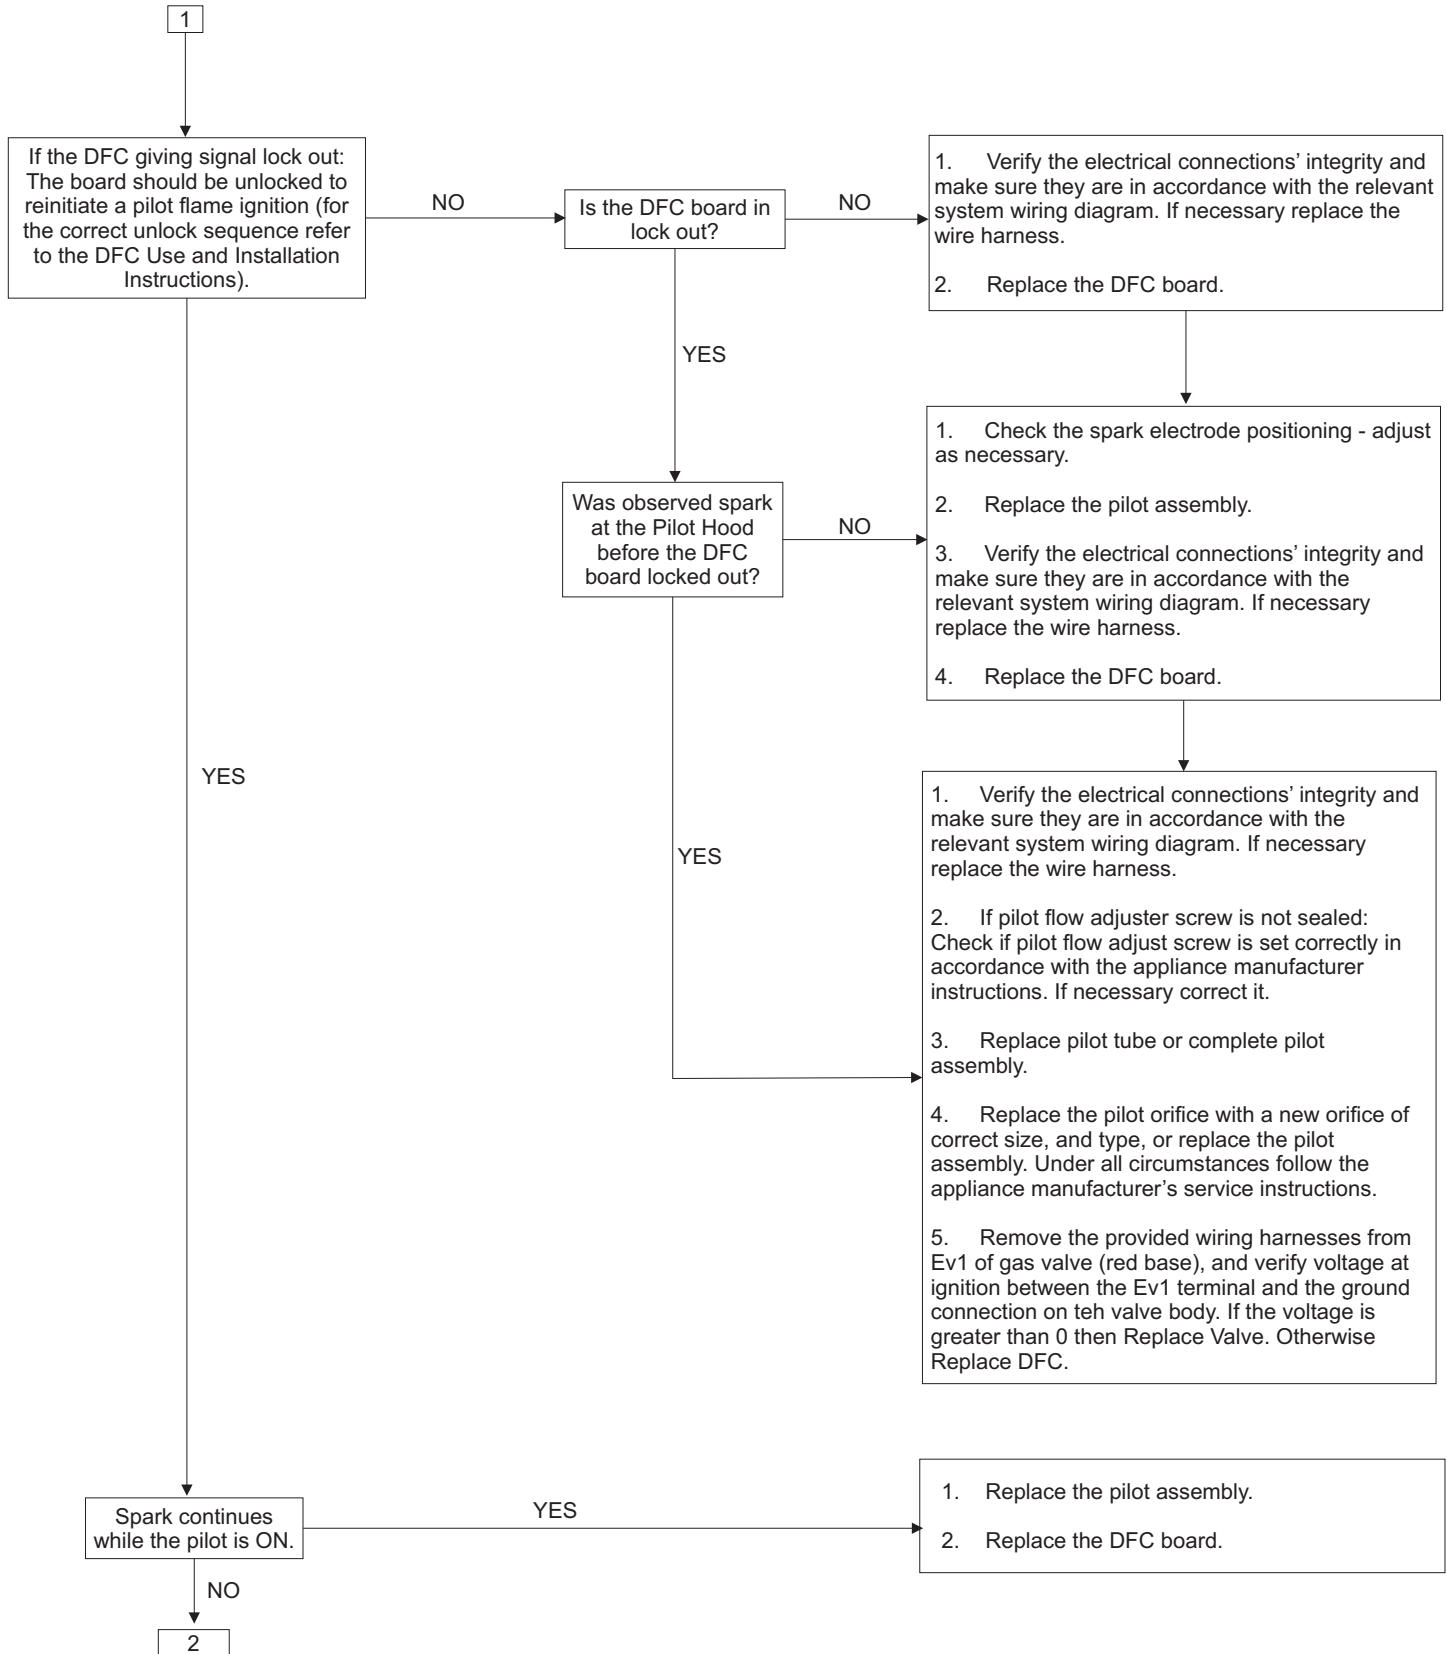 1
If the DFC giving signal lock out:
The board should be unlocked to
reinitiate a pilot flame ignition (for
the correct unlock sequence refer
to the DFC Use and Installation
Instructions).
NO
Is the DFC board in
lock out?
NO
1. Verify the electrical connections’ integrity and
make sure they are in accordance with the relevant
system wiring diagram. If necessary replace the
wire harness.
2. Replace the DFC board.
YES
Was observed spark
at the Pilot Hood
before the DFC
board locked out?
NO
1. Check the spark electrode positioning - adjust
as necessary.
2. Replace the pilot assembly.
3. Verify the electrical connections’ integrity and
make sure they are in accordance with the
relevant system wiring diagram. If necessary
replace the wire harness.
4. Replace the DFC board.
YES
YES
1. Verify the electrical connections’ integrity and
make sure they are in accordance with the
relevant system wiring diagram. If necessary
replace the wire harness.
2. If pilot flow adjuster screw is not sealed:
Check if pilot flow adjust screw is set correctly in
accordance with the appliance manufacturer
instructions. If necessary correct it.
3. Replace pilot tube or complete pilot
assembly.
4. Replace the pilot orifice with a new orifice of
correct size, and type, or replace the pilot
assembly. Under all circumstances follow the
appliance manufacturer’s service instructions.
5. Remove the provided wiring harnesses from
Ev1 of gas valve (red base), and verify voltage at
ignition between the Ev1 terminal and the ground
connection on teh valve body. If the voltage is
greater than 0 then Replace Valve. Otherwise
Replace DFC.
Spark continues
while the pilot is ON.
YES
1. Replace the pilot assembly.
2. Replace the DFC board.
NO
2